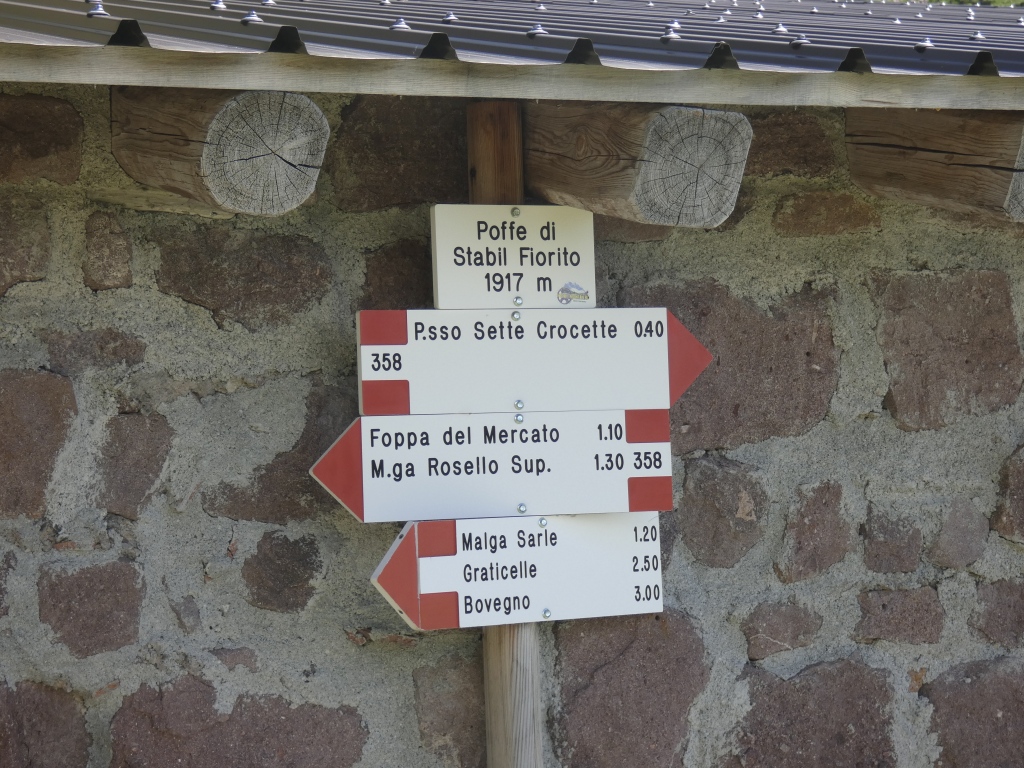 Poffe di
Stabil Fiorito
1917 m
P.sso Sette Crocette 0.40
358
Foppa del Mercato 1.10
M.ga Rosello Sup. 1.30 358
Malga Sarle 1.20
Graticelle 2.50
Bovegno 3.00